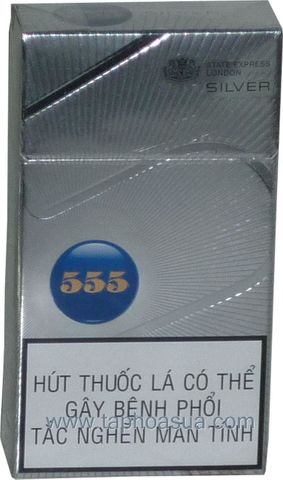 STATE EXPRESS
LONDON
SILVER
555
HÚT THUỐC LÁ CÓ THỂ
GÂY BỆNH PHỔI
www.taphoasua.com
TẮC NGHẼN MÃN TÍNH